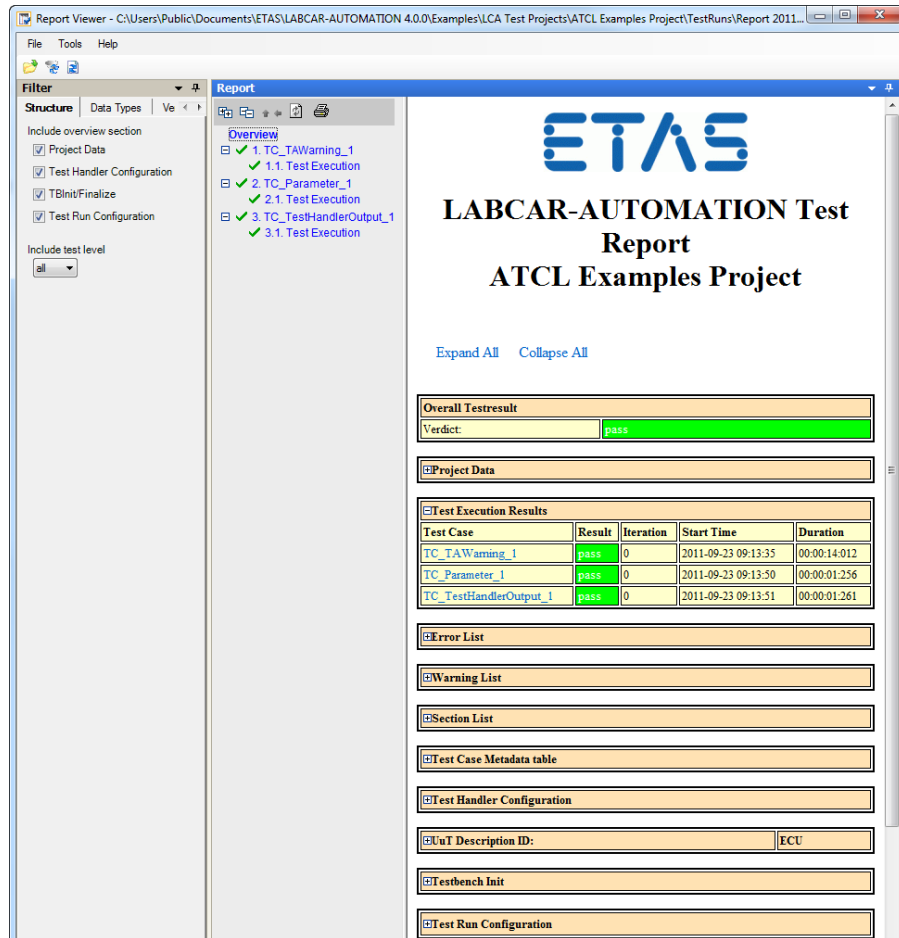 Report Viewer - C:\Users\Public\Documents\ETAS\LABCAR-AUTOMATION 4.0.0\Examples\LCA Test Projects\ATCL Examples Project\TestRuns\Report 2011...
File Tools Help
Filter
Structure Data Types Ve
Include overview section
Project Data
Test Handler Configuration
TBInit/Finalize
Test Run Configuration
Include test level
all
Report
Overview
1. TC_TAWarning_1
1.1. Test Execution
2. TC_Parameter_1
2.1. Test Execution
3. TC_TestHandlerOutput_1
3.1. Test Execution
ETAS
LABCAR-AUTOMATION Test
Report
ATCL Examples Project
Expand All Collapse All
Overall Testresult
Verdict: pass
Project Data
Test Execution Results
Test Case Result Iteration Start Time Duration
TC_TAWarning_1 pass 0 2011-09-23 09:13:35 00:00:14:012
TC_Parameter_1 pass 0 2011-09-23 09:13:50 00:00:01:256
TC_TestHandlerOutput_1 pass 0 2011-09-23 09:13:51 00:00:01:261
Error List
Warning List
Section List
Test Case Metadata table
Test Handler Configuration
UuT Description ID: ECU
Testbench Init
Test Run Configuration